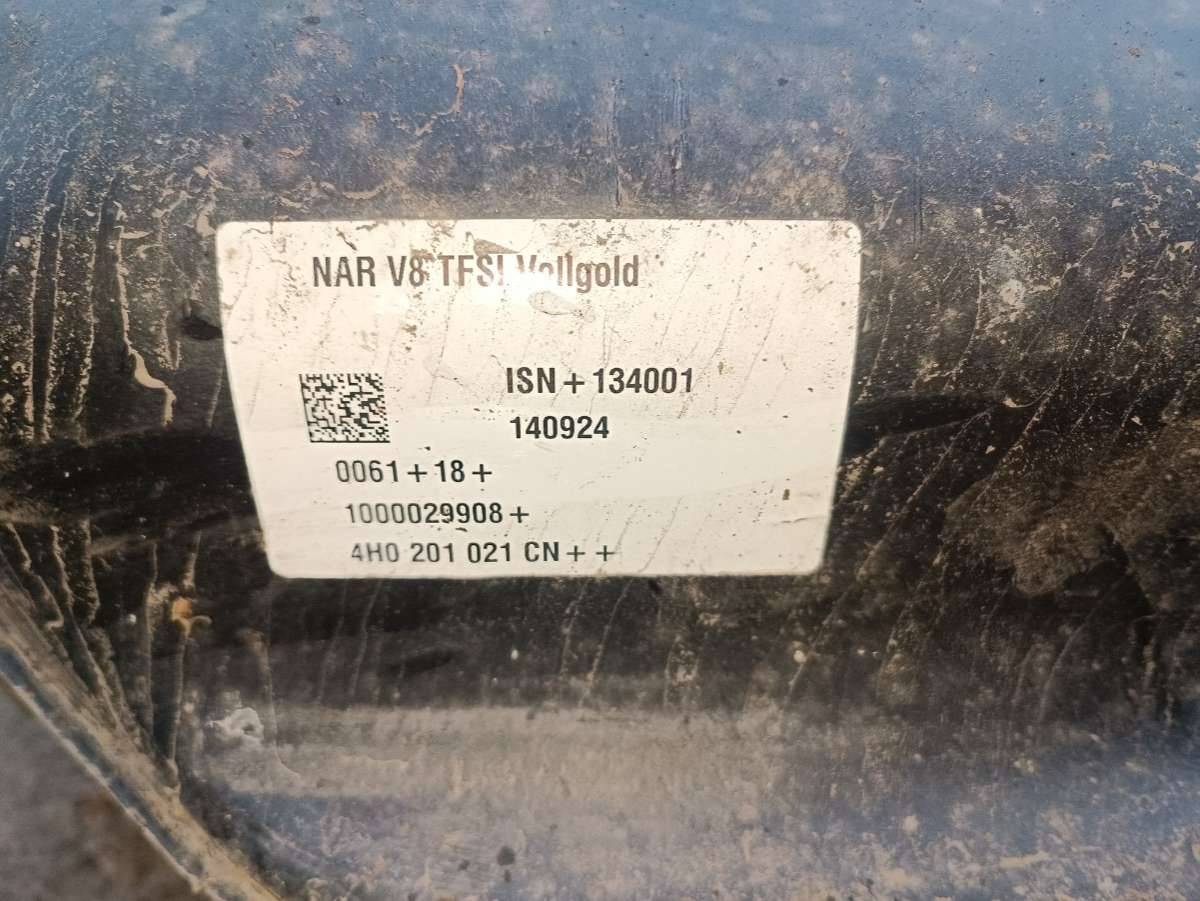 NAR V8 TFSI Vollgold
ISN + 134001
140924
0061 + 18 +
1000029908 +
4H0 201 021 CN + +